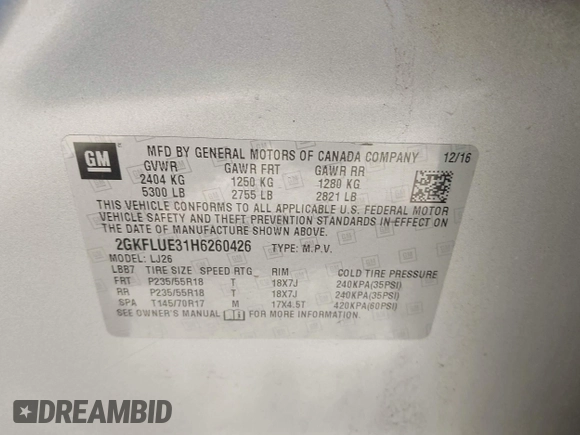 GM
MFD BY GENERAL MOTORS OF CANADA COMPANY 12/16
GVWR GAWR FRT GAWR RR
2404 KG 1250 KG 1280 KG
5300 LB 2755 LB 2821 LB
THIS VEHICLE CONFORMS TO ALL APPLICABLE U.S. FEDERAL MOTOR
VEHICLE SAFETY AND THEFT PREVENTION STANDARDS IN EFFECT ON
THE DATE OF MANUFACTURE SHOWN ABOVE.
2GKFLUE31H6260426 TYPE: M.P.V.
MODEL: LJ26
LBB7 TIRE SIZE SPEED RTG RIM COLD TIRE PRESSURE
FRT P235/55R18 T 18X7J 240KPA(35PSI)
RR P235/55R18 T 18X7J 240KPA(35PSI)
SPA T145/70R17 M 17X4.5T 420KPA(60PSI)
SEE OWNER'S MANUAL i FOR MORE INFORMATION.
DREAMBID